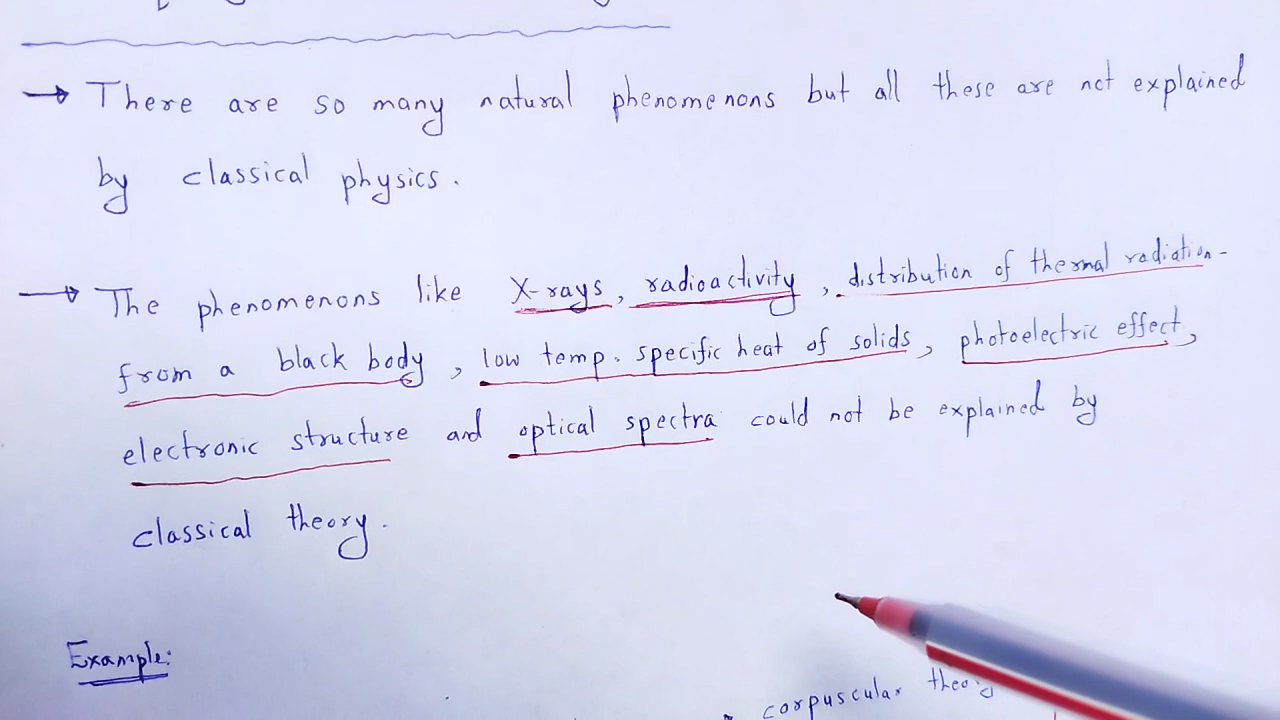 → There are so many natural phenomenons but all these are not explained
by classical physics.
→ The phenomenons like X-rays, radioactivity, distribution of thermal radiation-
from a black body, low temp. specific heat of solids, photoelectric effect,
electronic structure and optical spectra could not be explained by
classical theory.
Example:
corpuscular theory